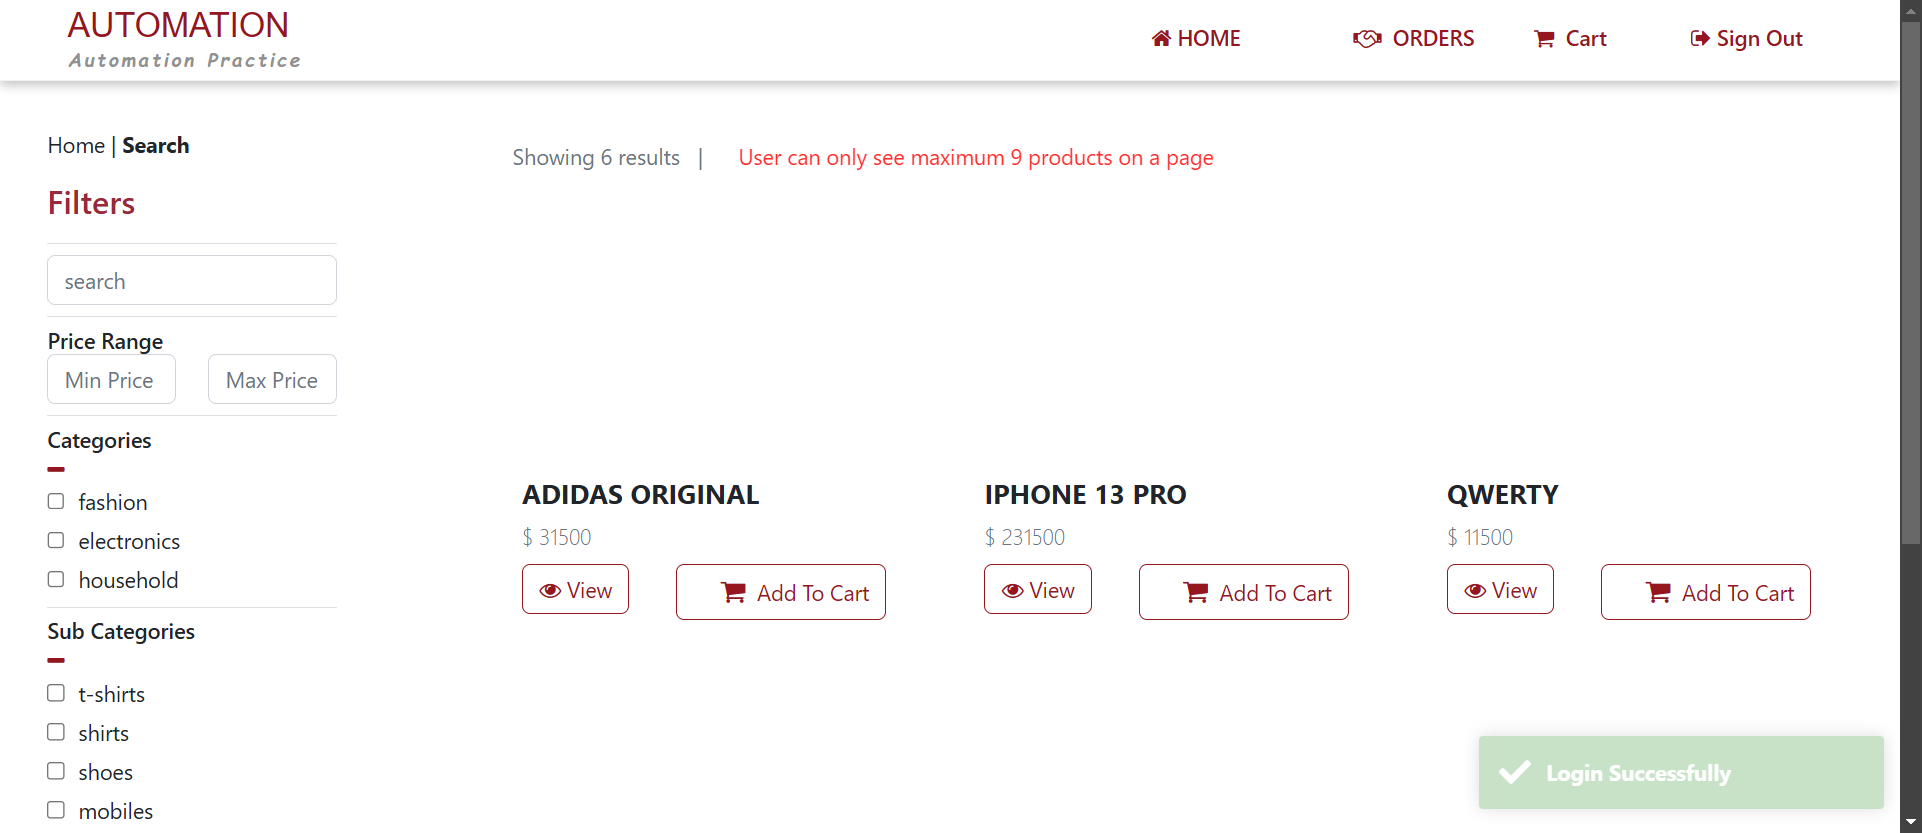 AUTOMATION
Automation Practice
HOME
ORDERS
Cart
Sign Out
Home | Search
Showing 6 results |
User can only see maximum 9 products on a page
Filters
search
Price Range
Min Price
Max Price
Categories
fashion
electronics
household
Sub Categories
t-shirts
shirts
shoes
mobiles
ADIDAS ORIGINAL
$ 31500
View
Add To Cart
IPHONE 13 PRO
$ 231500
View
Add To Cart
QWERTY
$ 11500
View
Add To Cart
Login Successfully